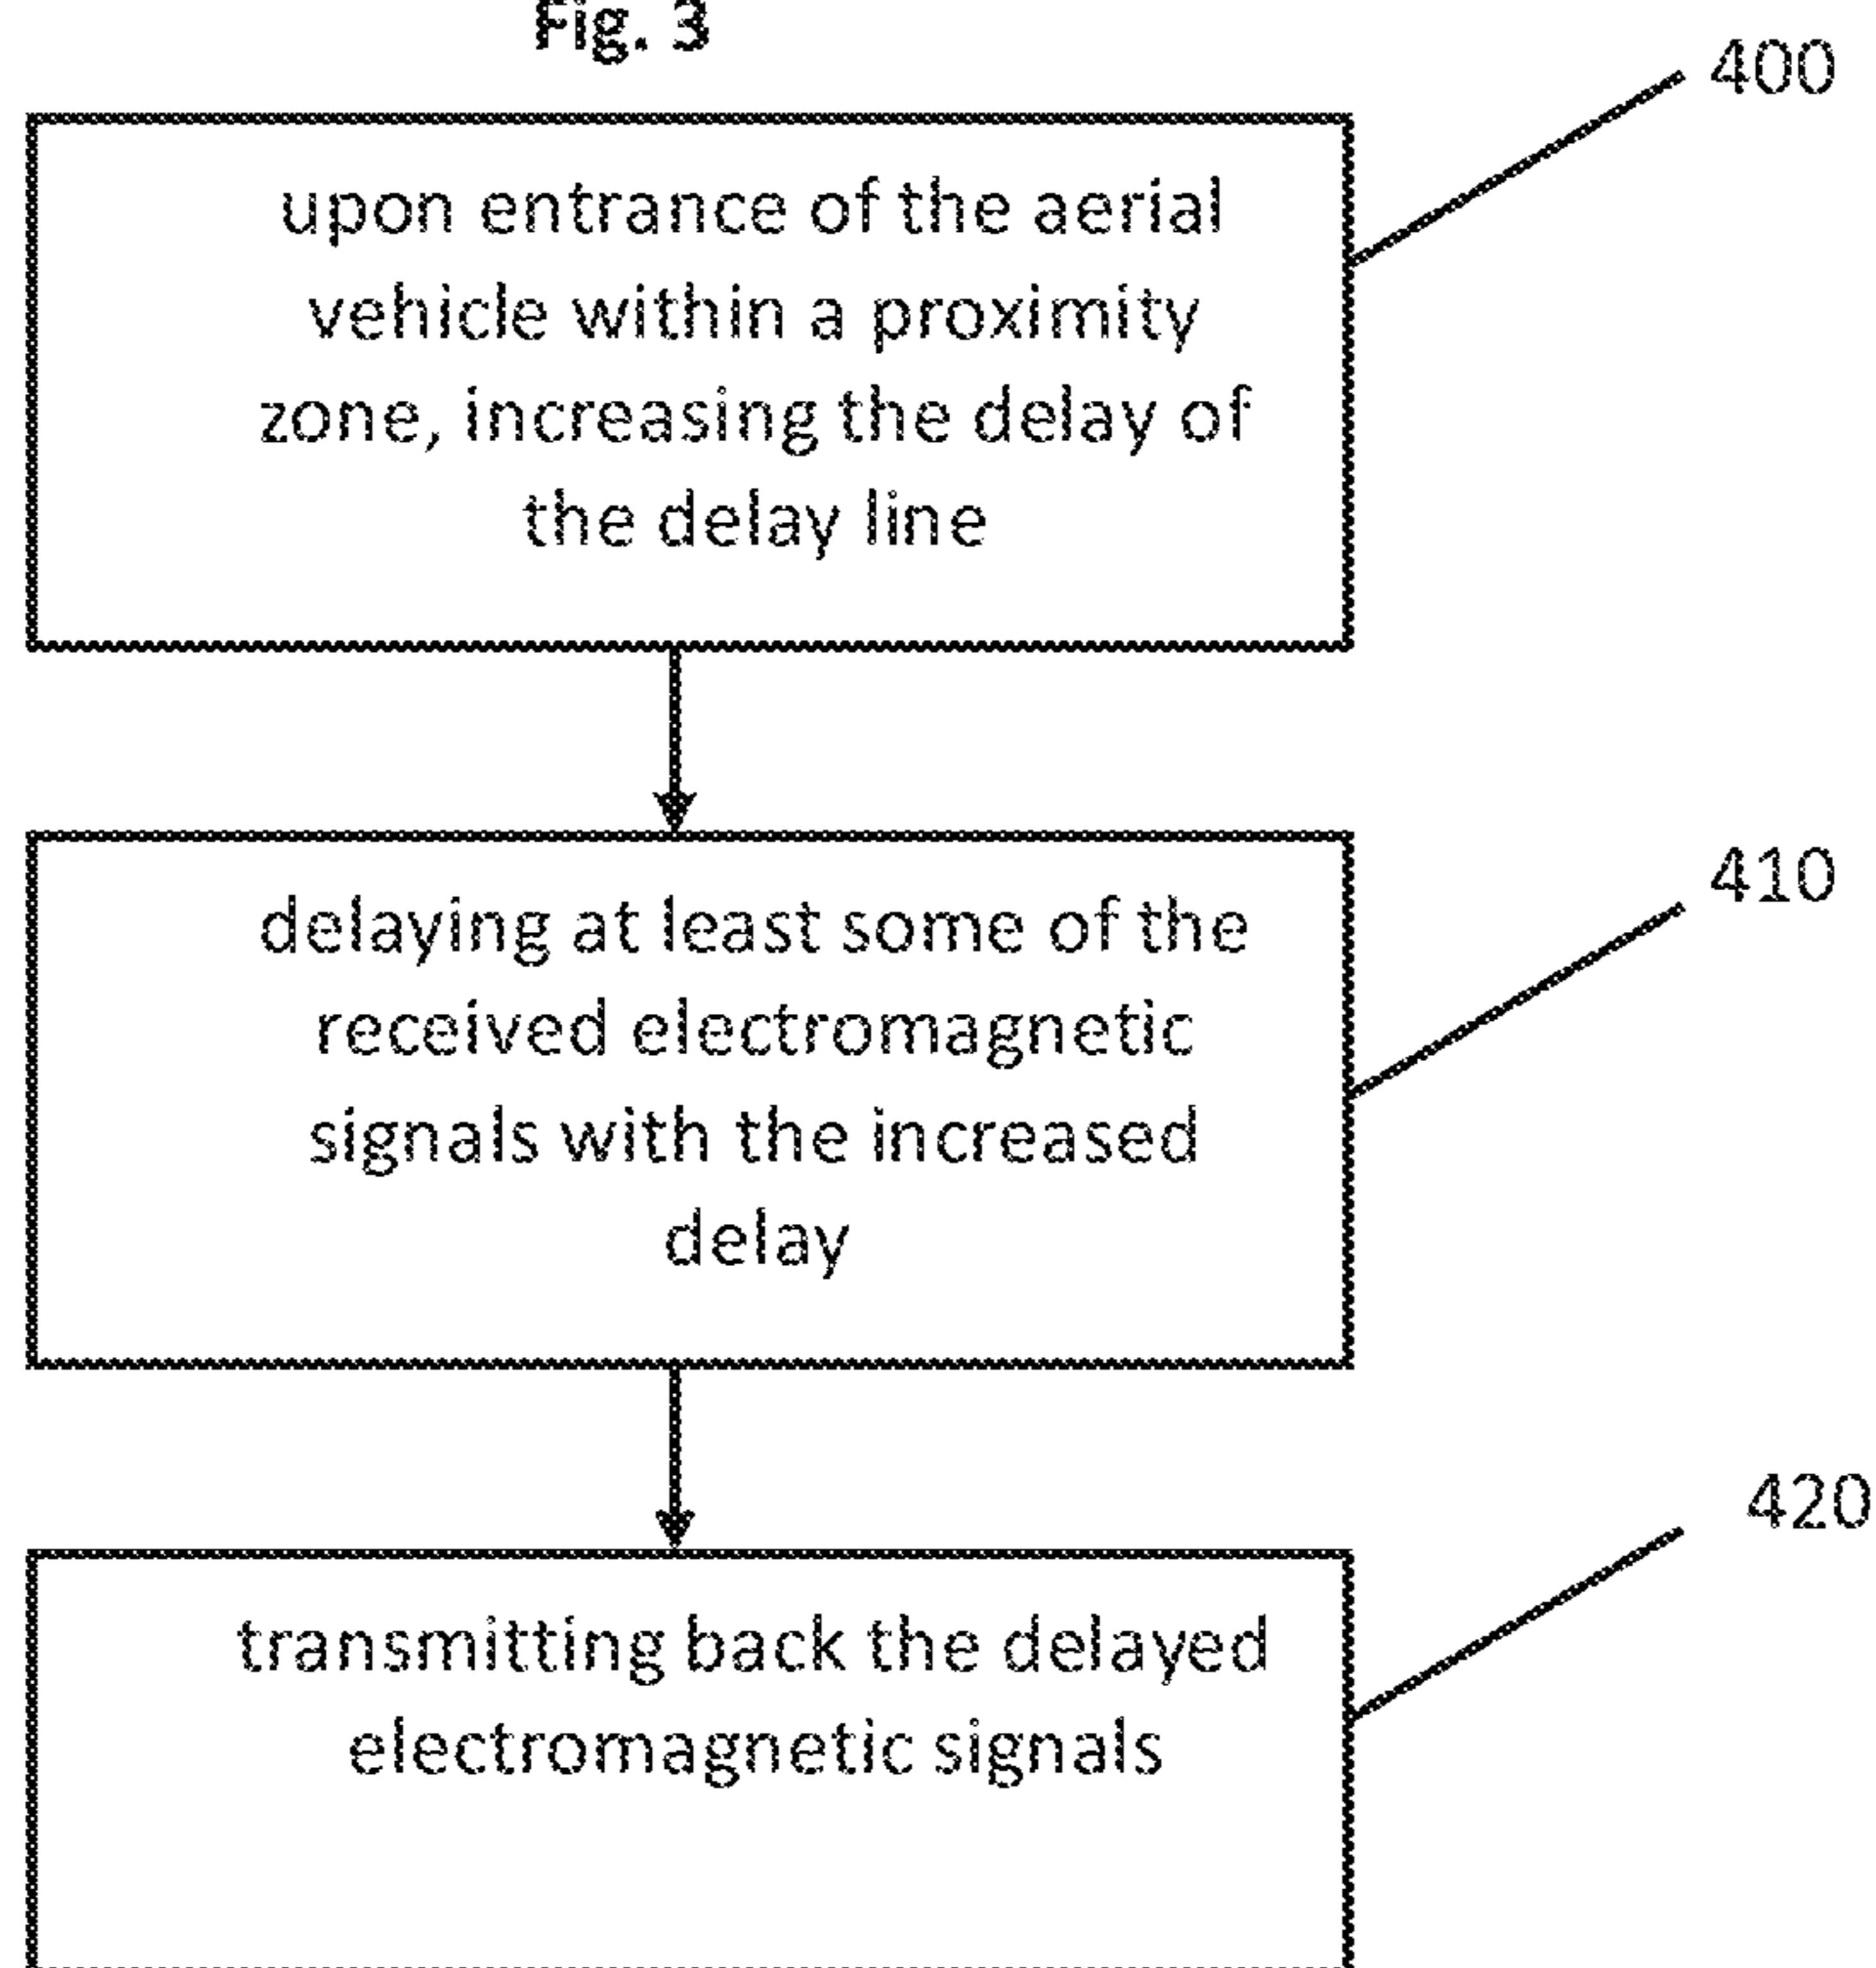 Fig. 3
400
upon entrance of the aerial
vehicle within a proximity
zone, increasing the delay of
the delay line
410
delaying at least some of the
received electromagnetic
signals with the increased
delay
420
transmitting back the delayed
electromagnetic signals